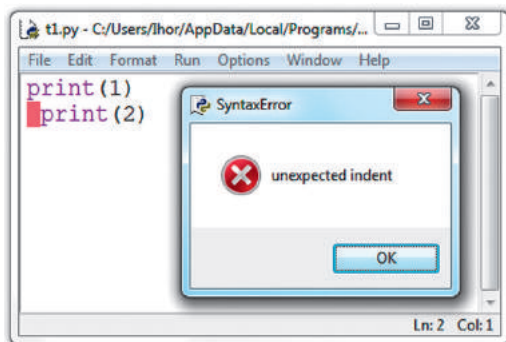 t1.py - C:/Users/Ihor/AppData/Local/Programs/...
File Edit Format Run Options Window Help
print(1)
print(2)
SyntaxError
unexpected indent
OK
Ln: 2 Col: 1